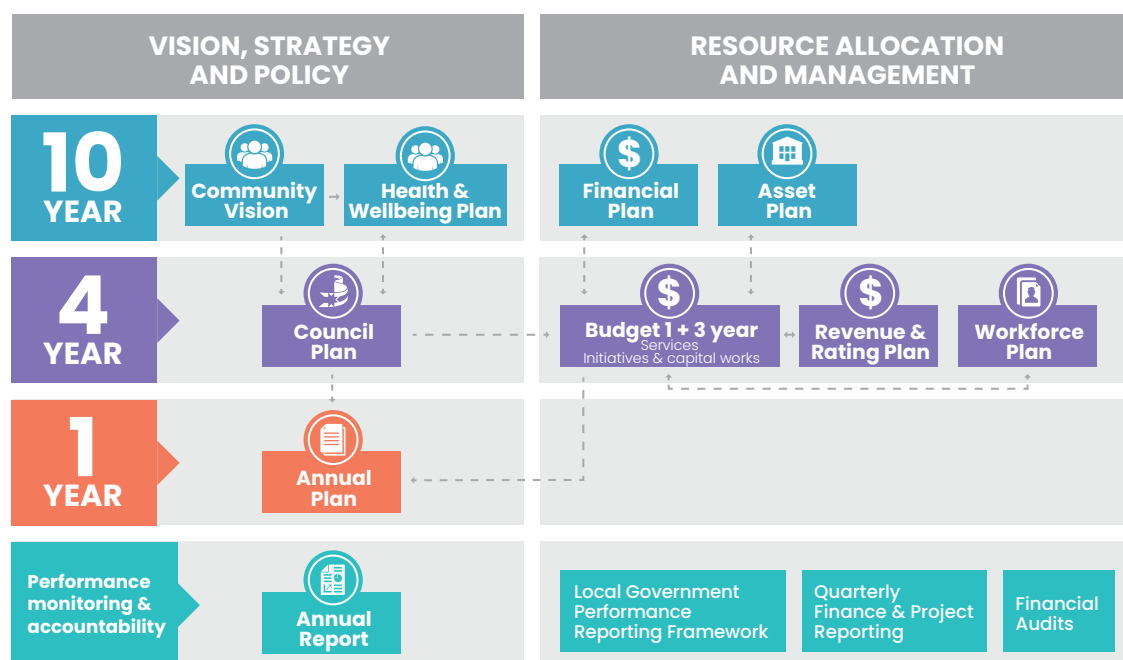 VISION, STRATEGY
AND POLICY
RESOURCE ALLOCATION
AND MANAGEMENT
10
YEAR
Community
Vision
Health &
Wellbeing Plan
$
Financial
Plan
Asset
Plan
4
YEAR
Council
Plan
$
Budget 1 + 3 year
Services
Initiatives & capital works
$
Revenue &
Rating Plan
Workforce
Plan
1
YEAR
Annual
Plan
Performance
monitoring &
accountability
Annual
Report
Local Government
Performance
Reporting Framework
Quarterly
Finance & Project
Reporting
Financial
Audits